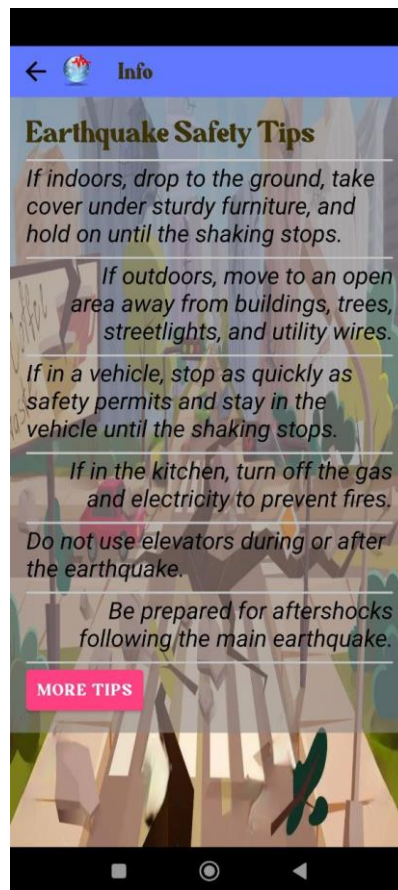 Info
Earthquake Safety Tips
If indoors, drop to the ground, take
cover under sturdy furniture, and
hold on until the shaking stops.
If outdoors, move to an open
area away from buildings, trees,
streetlights, and utility wires.
If in a vehicle, stop as quickly as
safety permits and stay in the
vehicle until the shaking stops.
If in the kitchen, turn off the gas
and electricity to prevent fires.
Do not use elevators during or after
the earthquake.
Be prepared for aftershocks
following the main earthquake.
MORE TIPS